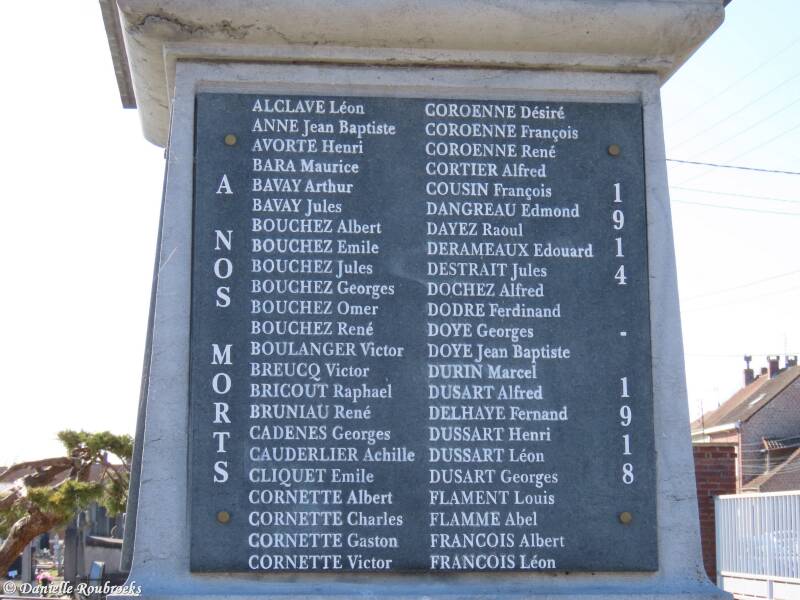 A NOS MORTS
ALCLAVE Léon
ANNE Jean Baptiste
AVORTE Henri
BARA Maurice
BAVAY Arthur
BAVAY Jules
BOUCHEZ Albert
BOUCHEZ Emile
BOUCHEZ Jules
BOUCHEZ Georges
BOUCHEZ Omer
BOUCHEZ René
BOULANGER Victor
BREUCQ Victor
BRICOUT Raphael
BRUNIAU René
CADENES Georges
CAUDERLIER Achille
CLIQUET Emile
CORNETTE Albert
CORNETTE Charles
CORNETTE Gaston
CORNETTE Victor
COROENNE Désiré
COROENNE François
COROENNE René
CORTIER Alfred
COUSIN François
DANGREAU Edmond
DAYEZ Raoul
DERAMEAUX Edouard
DESTRAIT Jules
DOCHEZ Alfred
DODRE Ferdinand
DOYE Georges
DOYE Jean Baptiste
DURIN Marcel
DUSART Alfred
DELHAYE Fernand
DUSSART Henri
DUSSART Léon
DUSART Georges
FLAMENT Louis
FLAMME Abel
FRANCOIS Albert
FRANCOIS Léon
1914 - 1918
© Danielle Roubroeks